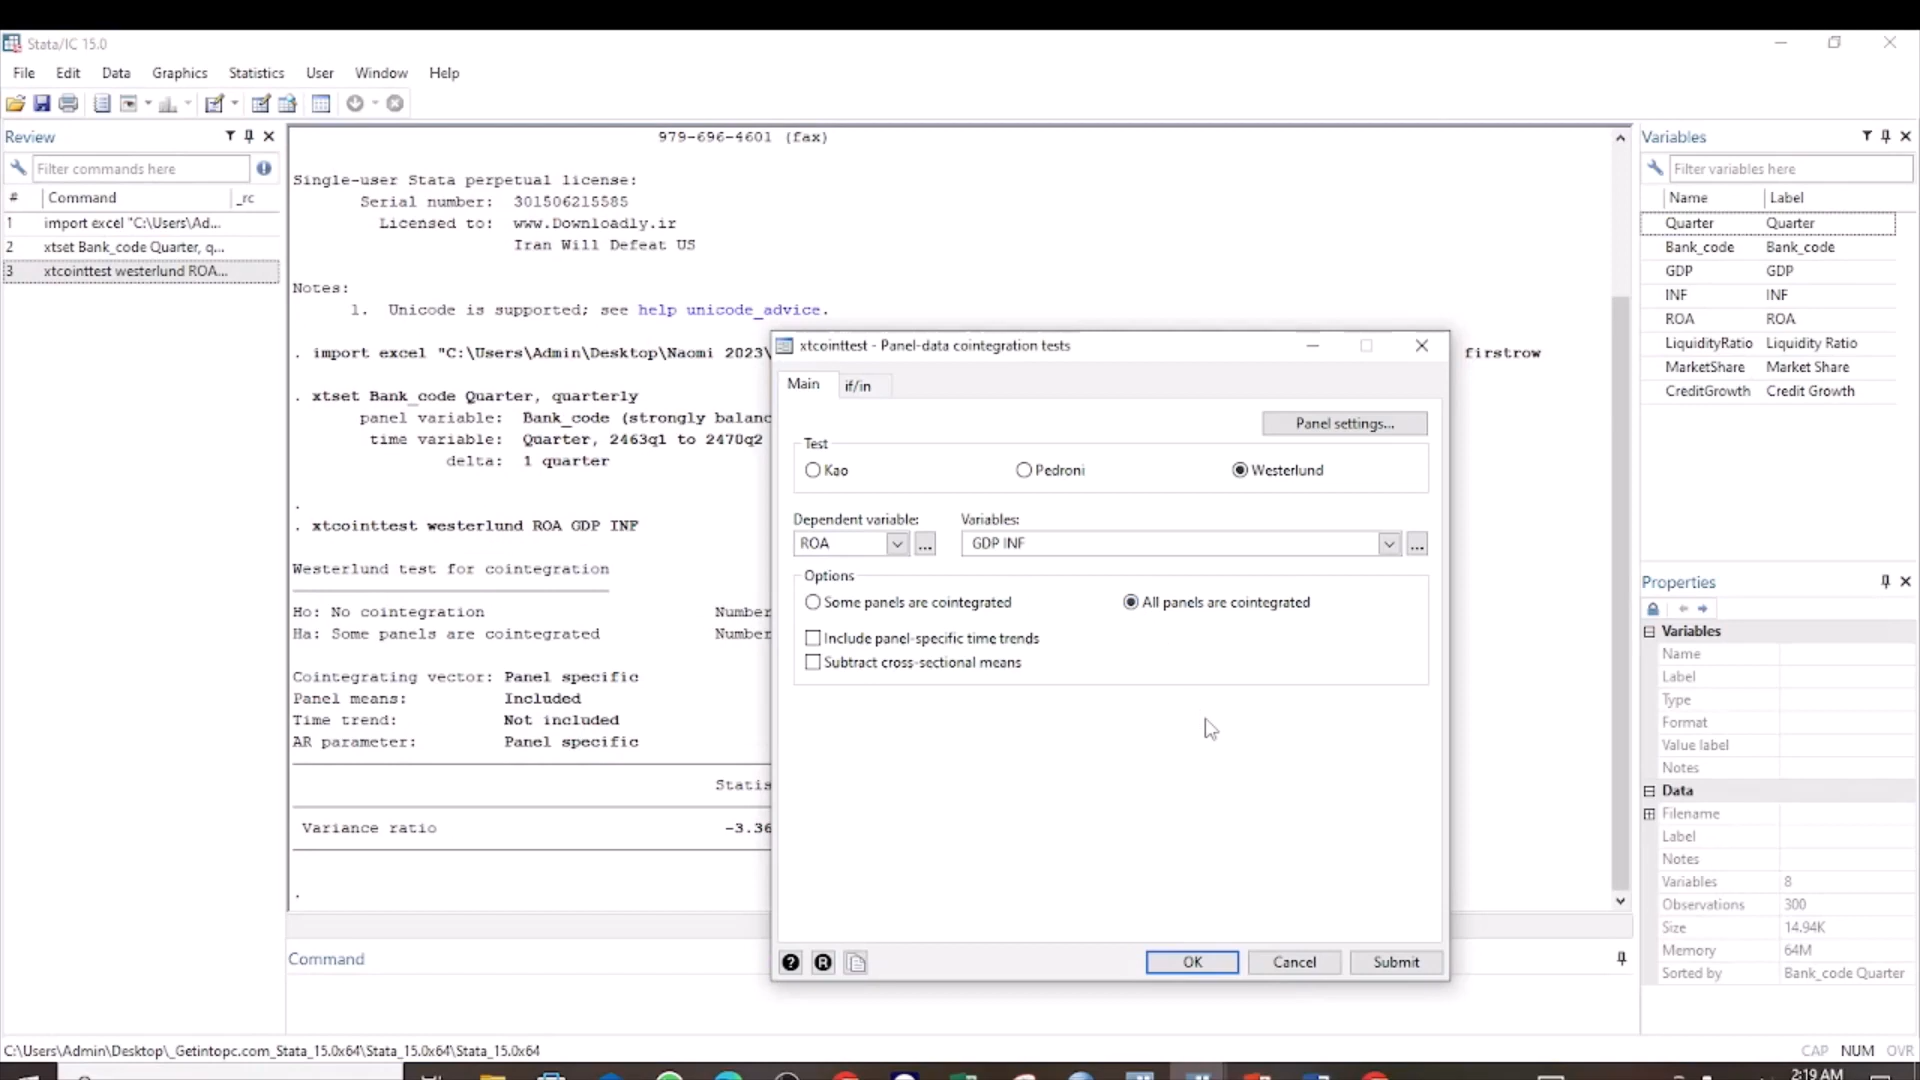 Stata/IC 15.0
File Edit Data Graphics Statistics User Window Help
Review
Filter commands here
# Command _rc
1 import excel "C:\Users\Ad...
2 xtset Bank_code Quarter, q...
3 xtcointtest westerlund ROA...
979-696-4601 (fax)
Single-user Stata perpetual license:
Serial number: 301506215585
Licensed to: www.Downloadly.ir
Iran Will Defeat US
Notes:
1. Unicode is supported; see help unicode_advice.
. import excel "C:\Users\Admin\Desktop\Naomi 2023\ firstrow
. xtset Bank_code Quarter, quarterly
panel variable: Bank_code (strongly balanc
time variable: Quarter, 2463q1 to 2470q2
delta: 1 quarter
.
. xtcointtest westerlund ROA GDP INF
Westerlund test for cointegration
Ho: No cointegration Number
Ha: Some panels are cointegrated Number
Cointegrating vector: Panel specific
Panel means: Included
Time trend: Not included
AR parameter: Panel specific
Statis
Variance ratio -3.36
.
Command
xtcointtest - Panel-data cointegration tests
Main if/in
Panel settings...
Test
Kao Pedroni Westerlund
Dependent variable: Variables:
ROA ... GDP INF ...
Options
Some panels are cointegrated All panels are cointegrated
Include panel-specific time trends
Subtract cross-sectional means
? R OK Cancel Submit
Variables
Filter variables here
Name Label
Quarter Quarter
Bank_code Bank_code
GDP GDP
INF INF
ROA ROA
LiquidityRatio Liquidity Ratio
MarketShare Market Share
CreditGrowth Credit Growth
Properties
Variables
Name
Label
Type
Format
Value label
Notes
Data
Filename
Label
Notes
Variables 8
Observations 300
Size 14.94K
Memory 64M
Sorted by Bank_code Quarter
C:\Users\Admin\Desktop\_Getintopc.com_Stata_15.0x64\Stata_15.0x64\Stata_15.0x64
CAP NUM OVR
2:19 AM